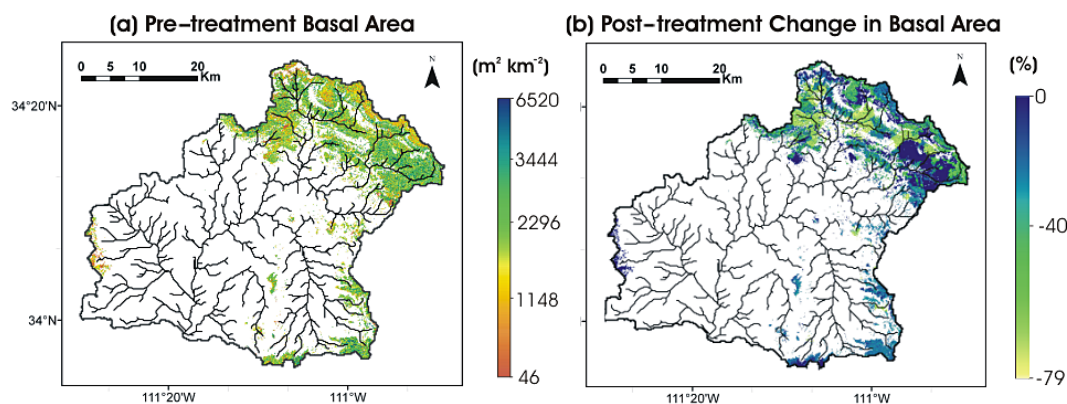 (a) Pre-treatment Basal Area
(b) Post-treatment Change in Basal Area
0 5 10 20
Km
N
(m² km⁻²)
6520
3444
2296
1148
46
34°20'N
34°N
111°20'W
111°W
0 5 10 20
Km
N
(%)
0
-40
-79
111°20'W
111°W